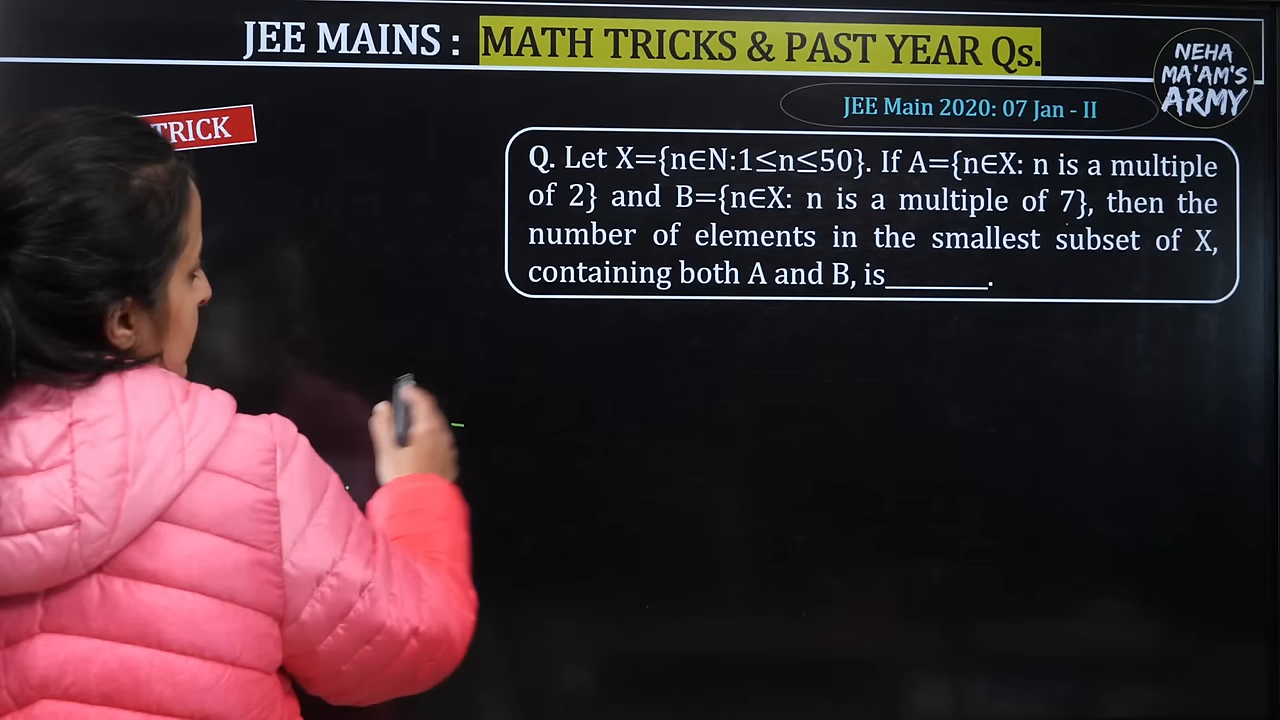 JEE MAINS : MATH TRICKS & PAST YEAR Qs.
NEHA
MA'AM'S
ARMY
JEE Main 2020: 07 Jan - II
TRICK
Q. Let X={n∈N:1≤n≤50}. If A={n∈X: n is a multiple
of 2} and B={n∈X: n is a multiple of 7}, then the
number of elements in the smallest subset of X,
containing both A and B, is_______.